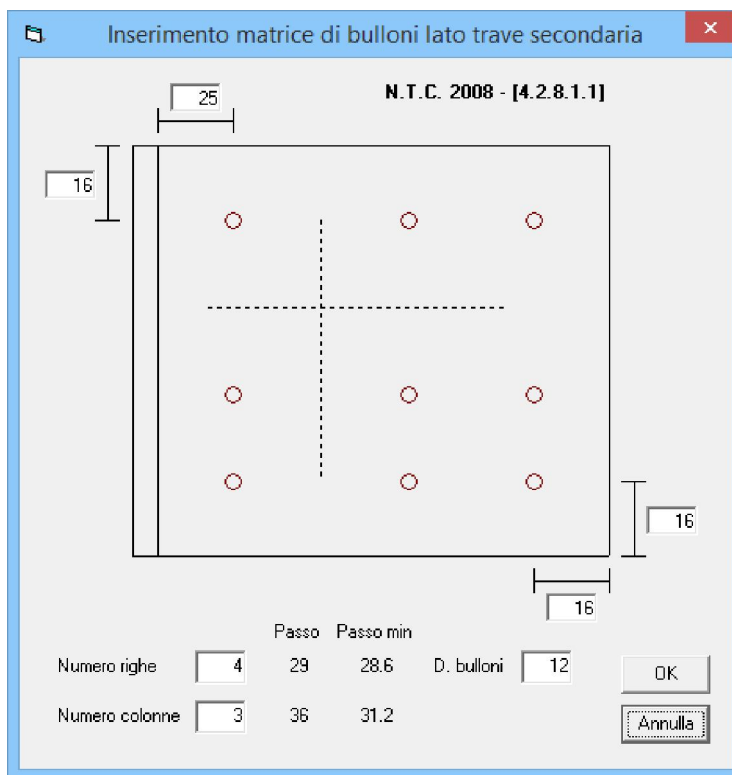 Inserimento matrice di bulloni lato trave secondaria
25
N.T.C. 2008 - [4.2.8.1.1]
16
16
16
Passo Passo min
Numero righe 4 29 28.6 D. bulloni 12 OK
Numero colonne 3 36 31.2 Annulla